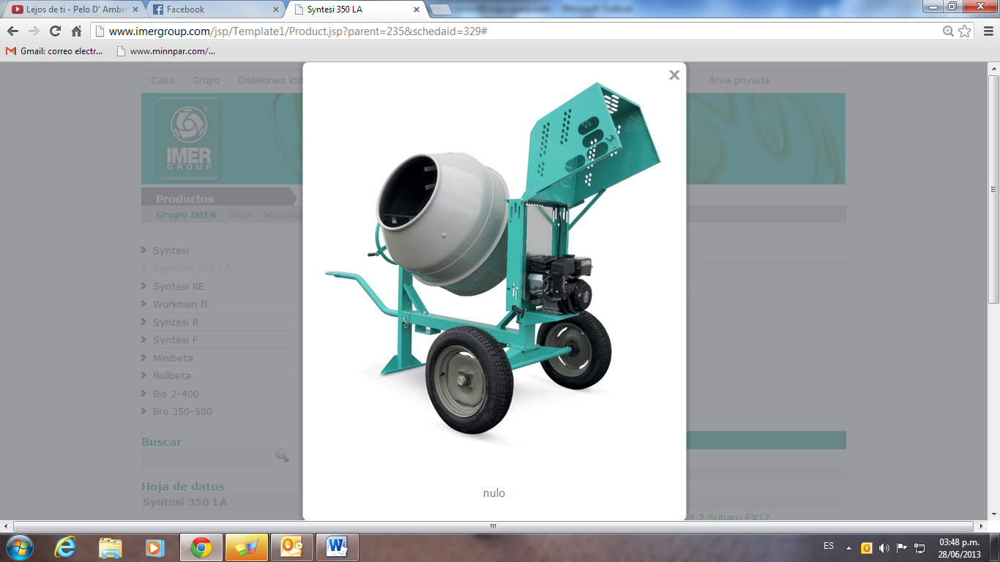 Lejos de ti - Pelo D' Ambr
Facebook
Syntesi 350 LA
www.imergroup.com/jsp/Template1/Product.jsp?parent=235&schedaid=329#
Gmail: correo electr...
www.minnpar.com/...
Casa Grupo Divisiones ind
Área privada
IMER
GROUP
Productos
Grupo IMER - Inicio - Maquina
Syntesi
Syntesi 350 LA
Syntesi RE
Workman II
Syntesi R
Syntesi F
Minibeta
Rollbeta
Bio 2-400
Bro 350-500
Buscar
Hoja de datos
Syntesi 350 LA
nulo
4.2 Subaru EX17
ES
03:48 p.m.
28/06/2013